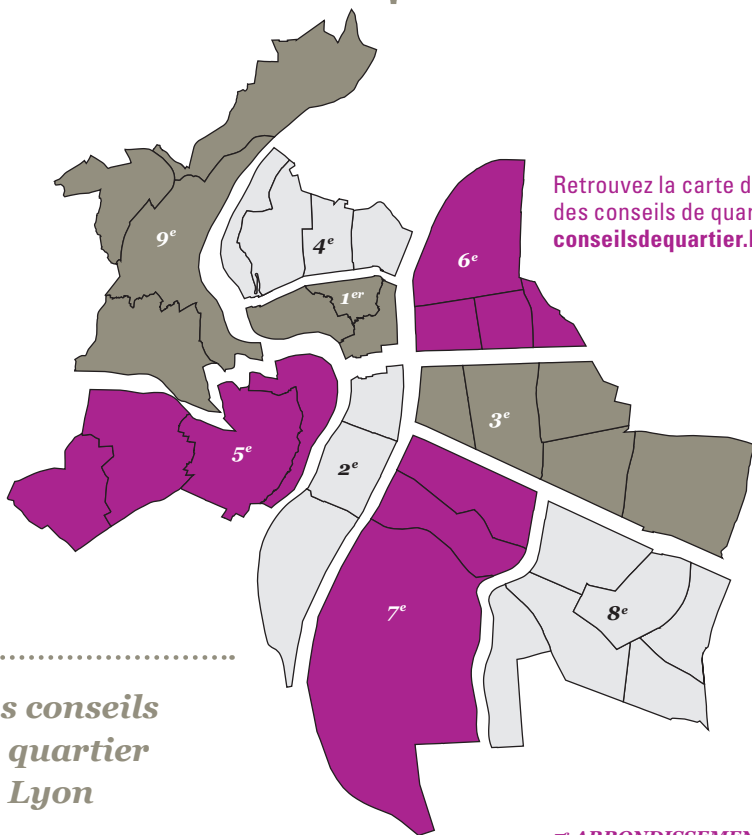 Retrouvez la carte
des conseils de
conseilsdequartier.
9e
4e
6e
1er
3e
5e
2e
7e
8e
conseils
quartier
Lyon